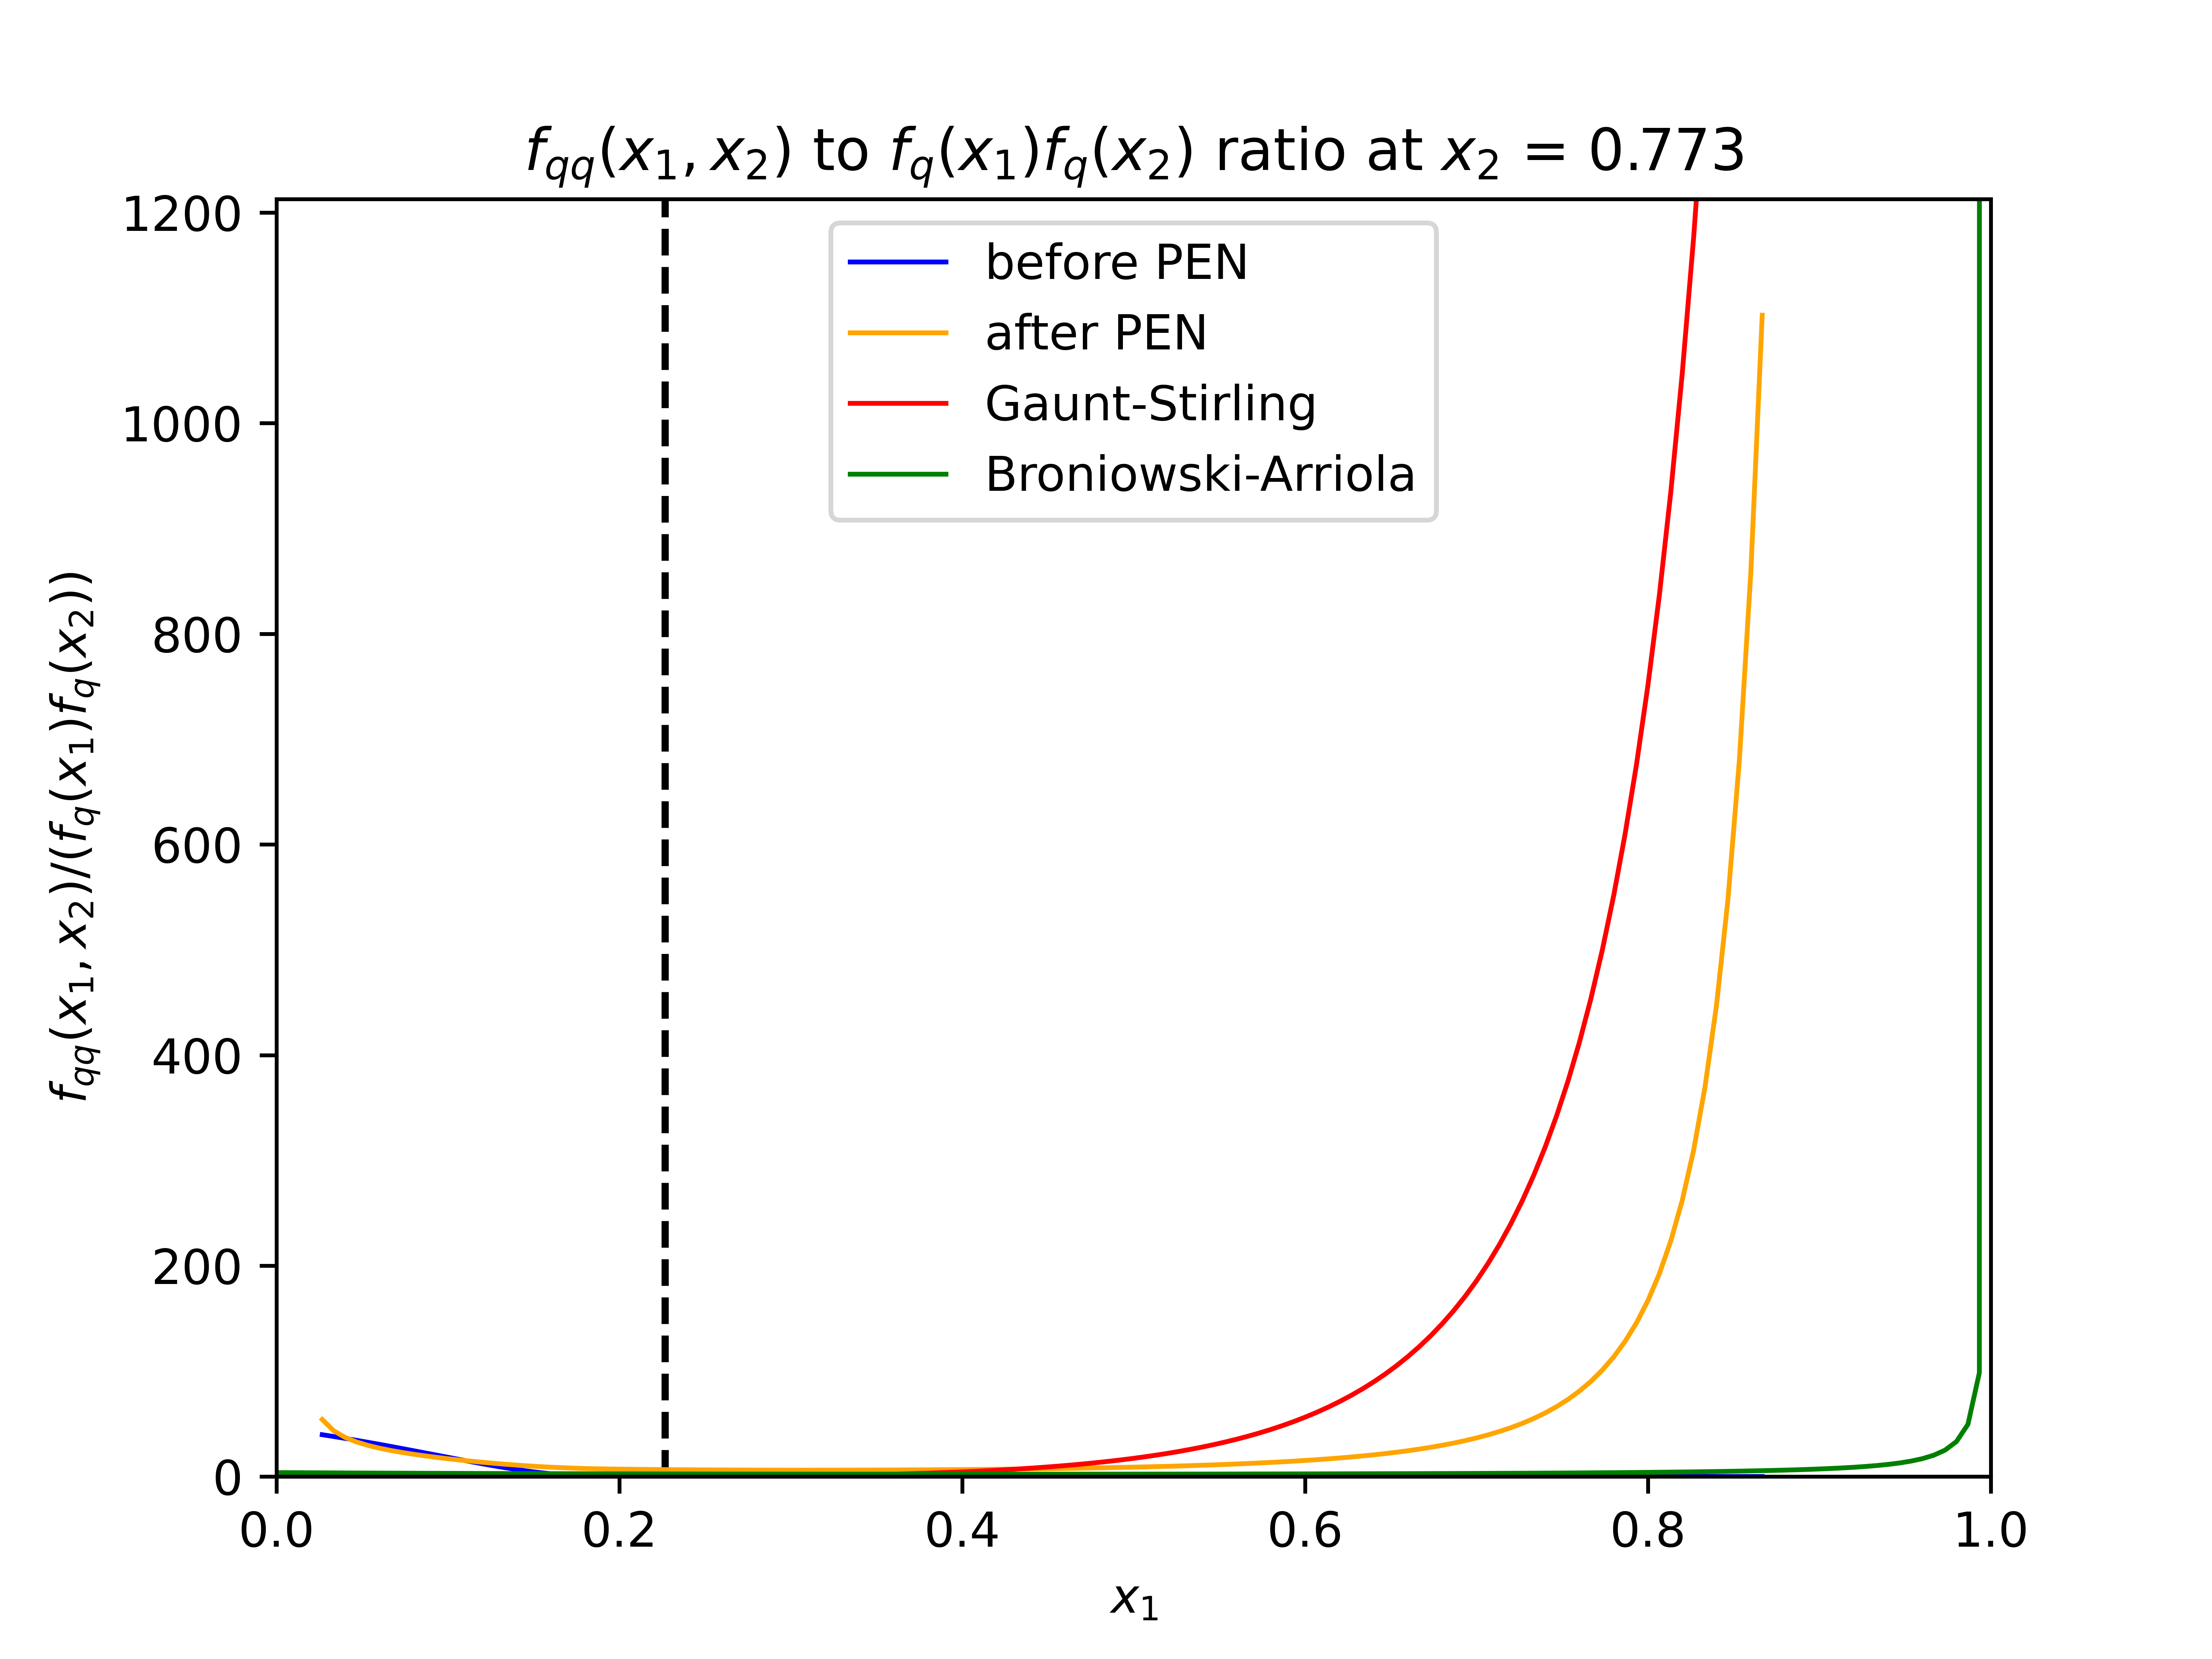 f_qq(x_1, x_2) to f_q(x_1)f_q(x_2) ratio at x_2 = 0.773
f_qq(x_1, x_2)/(f_q(x_1)f_q(x_2))
1200
1000
800
600
400
200
0
before PEN
after PEN
Gaunt-Stirling
Broniowski-Arriola
0.0 0.2 0.4 0.6 0.8 1.0
x_1